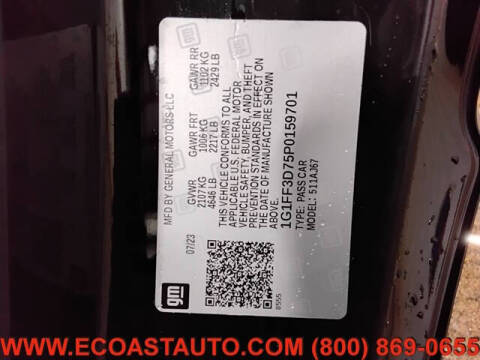 MFD BY GENERAL MOTORS LLC
07/23
GVWR GAWR FRT GAWR RR
2107 KG 1006 KG 1102 KG
4646 LB 2217 LB 2429 LB
THIS VEHICLE CONFORMS TO ALL
APPLICABLE U.S. FEDERAL MOTOR
VEHICLE SAFETY, BUMPER, AND THEFT
PREVENTION STANDARDS IN EFFECT ON
THE DATE OF MANUFACTURE SHOWN
1G1FF3D75P0159701
TYPE: PASS CAR
MODEL: 511AJ67
gm
WWW.ECOASTAUTO.COM (800) 869-0655